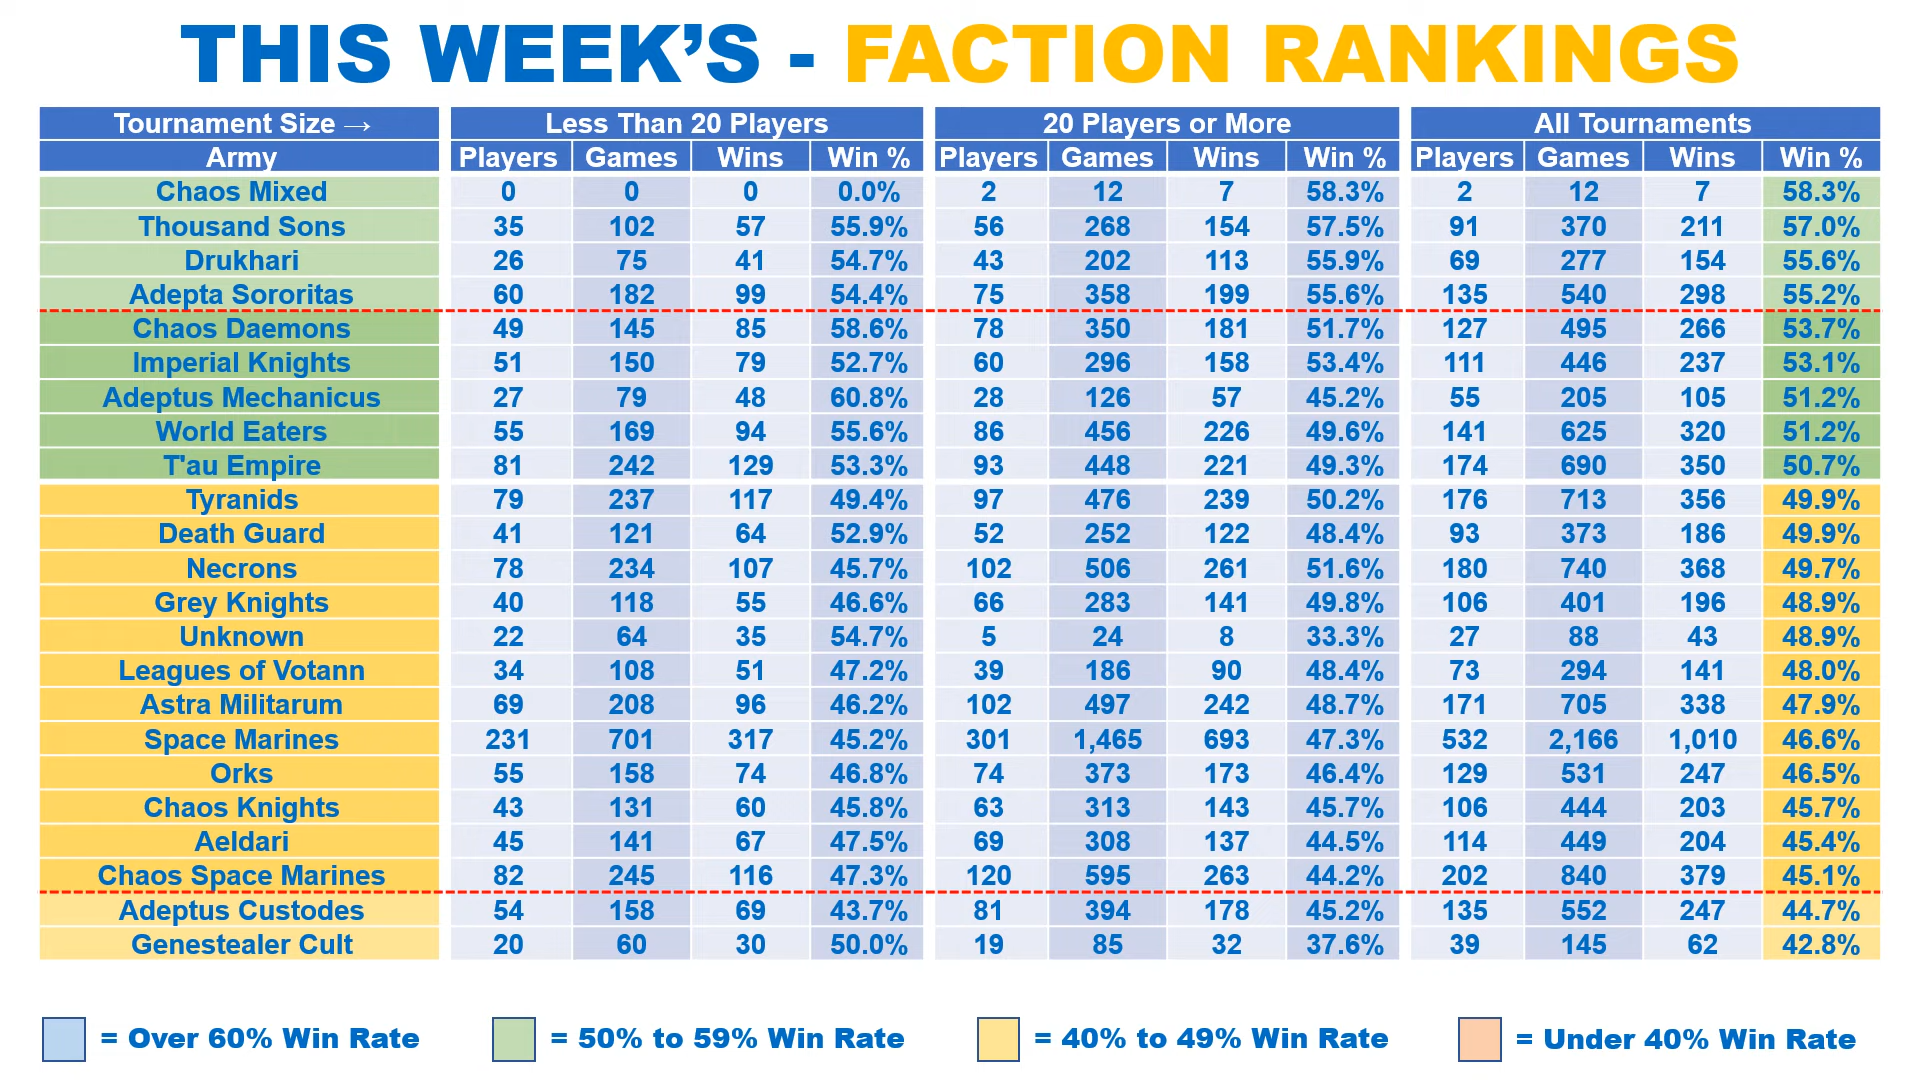 THIS WEEK'S - FACTION RANKINGS
Tournament Size → Less Than 20 Players 20 Players or More All Tournaments
Army Players Games Wins Win % Players Games Wins Win % Players Games Wins Win %
Chaos Mixed 0 0 0 0.0% 2 12 7 58.3% 2 12 7 58.3%
Thousand Sons 35 102 57 55.9% 56 268 154 57.5% 91 370 211 57.0%
Drukhari 26 75 41 54.7% 43 202 113 55.9% 69 277 154 55.6%
Adepta Sororitas 60 182 99 54.4% 75 358 199 55.6% 135 540 298 55.2%
Chaos Daemons 49 145 85 58.6% 78 350 181 51.7% 127 495 266 53.7%
Imperial Knights 51 150 79 52.7% 60 296 158 53.4% 111 446 237 53.1%
Adeptus Mechanicus 27 79 48 60.8% 28 126 57 45.2% 55 205 105 51.2%
World Eaters 55 169 94 55.6% 86 456 226 49.6% 141 625 320 51.2%
T'au Empire 81 242 129 53.3% 93 448 221 49.3% 174 690 350 50.7%
Tyranids 79 237 117 49.4% 97 476 239 50.2% 176 713 356 49.9%
Death Guard 41 121 64 52.9% 52 252 122 48.4% 93 373 186 49.9%
Necrons 78 234 107 45.7% 102 506 261 51.6% 180 740 368 49.7%
Grey Knights 40 118 55 46.6% 66 283 141 49.8% 106 401 196 48.9%
Unknown 22 64 35 54.7% 5 24 8 33.3% 27 88 43 48.9%
Leagues of Votann 34 108 51 47.2% 39 186 90 48.4% 73 294 141 48.0%
Astra Militarum 69 208 96 46.2% 102 497 242 48.7% 171 705 338 47.9%
Space Marines 231 701 317 45.2% 301 1,465 693 47.3% 532 2,166 1,010 46.6%
Orks 55 158 74 46.8% 74 373 173 46.4% 129 531 247 46.5%
Chaos Knights 43 131 60 45.8% 63 313 143 45.7% 106 444 203 45.7%
Aeldari 45 141 67 47.5% 69 308 137 44.5% 114 449 204 45.4%
Chaos Space Marines 82 245 116 47.3% 120 595 263 44.2% 202 840 379 45.1%
Adeptus Custodes 54 158 69 43.7% 81 394 178 45.2% 135 552 247 44.7%
Genestealer Cult 20 60 30 50.0% 19 85 32 37.6% 39 145 62 42.8%
= Over 60% Win Rate = 50% to 59% Win Rate = 40% to 49% Win Rate = Under 40% Win Rate